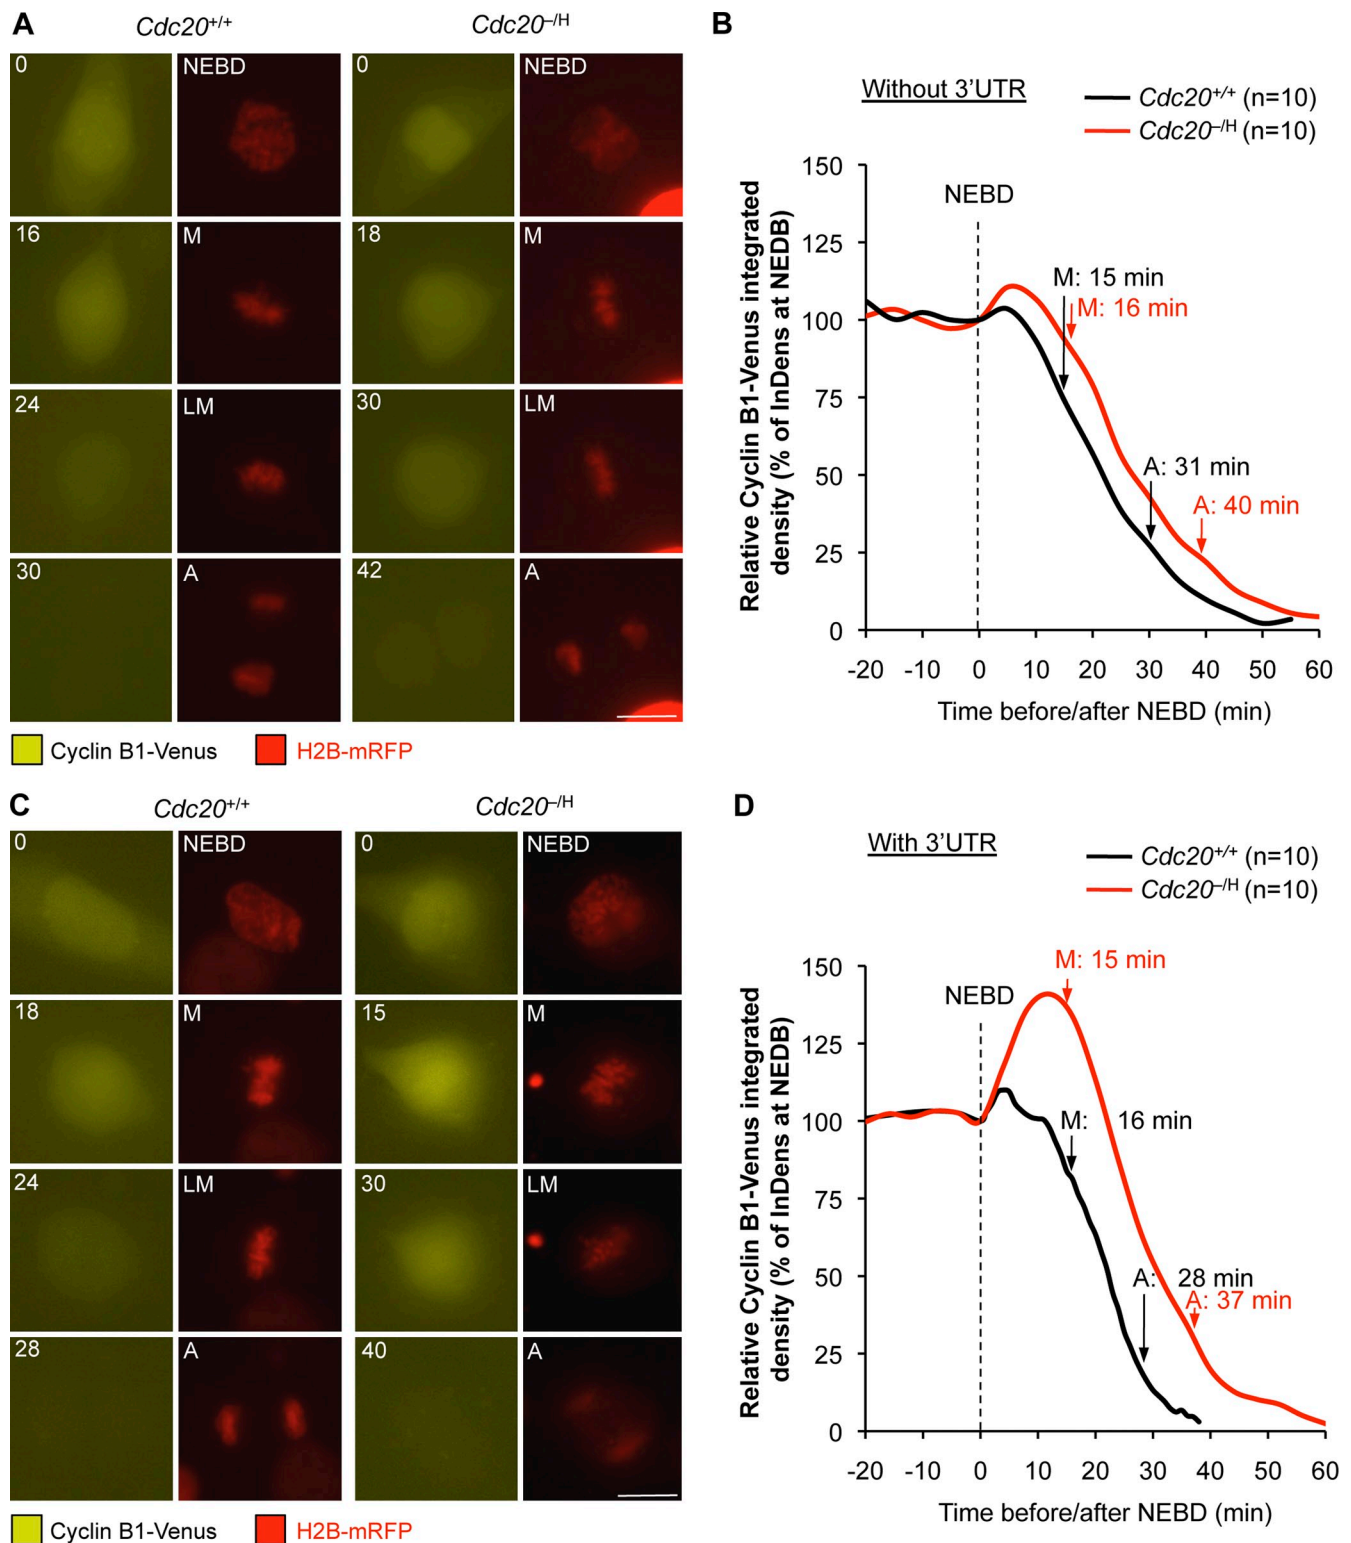 A
Cdc20+/+
Cdc20–/H
0
NEBD
0
NEBD
16
M
18
M
24
LM
30
LM
30
A
42
A
Cyclin B1-Venus
H2B-mRFP
B
Without 3’UTR
Cdc20+/+ (n=10)
Cdc20–/H (n=10)
Relative Cyclin B1-Venus integrated
density (% of InDens at NEDB)
150
125
100
75
50
25
0
NEBD
M: 15 min
M: 16 min
A: 31 min
A: 40 min
-20 -10 0 10 20 30 40 50 60
Time before/after NEBD (min)
C
Cdc20+/+
Cdc20–/H
0
NEBD
0
NEBD
18
M
15
M
24
LM
30
LM
28
A
40
A
Cyclin B1-Venus
H2B-mRFP
D
With 3’UTR
Cdc20+/+ (n=10)
Cdc20–/H (n=10)
Relative Cyclin B1-Venus integrated
density (% of InDens at NEDB)
150
125
100
75
50
25
0
NEBD
M: 15 min
M: 16 min
A: 28 min
A: 37 min
-20 -10 0 10 20 30 40 50 60
Time before/after NEBD (min)